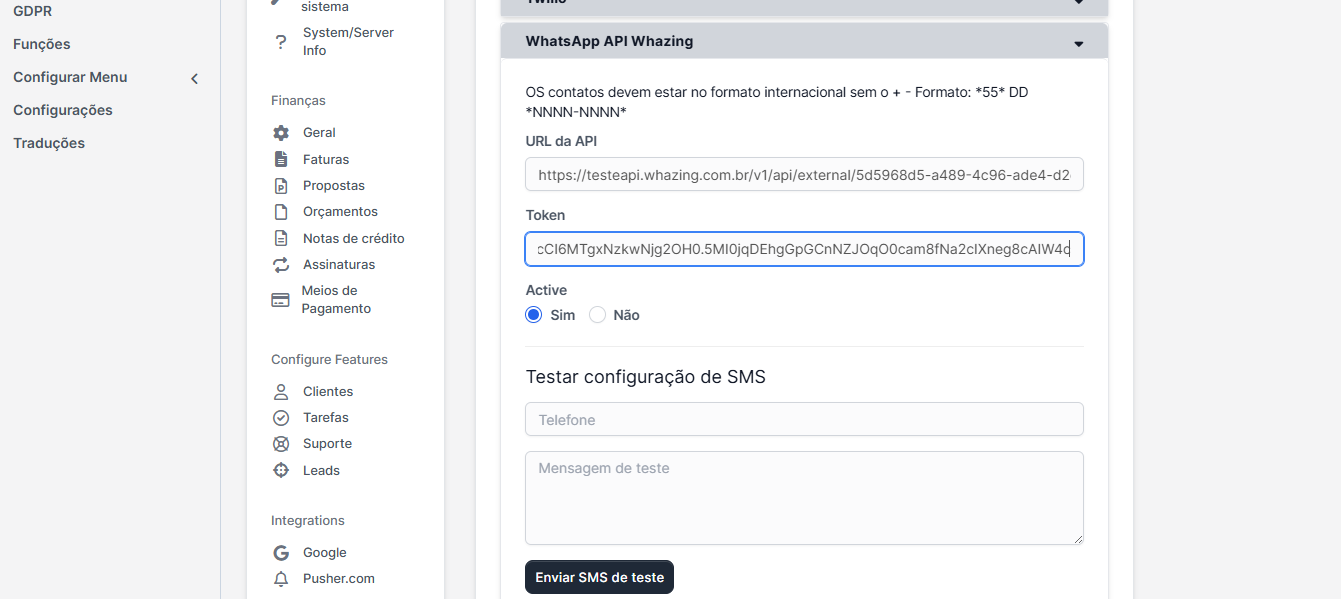 GDPR
Funções
Configurar Menu
Configurações
Traduções
sistema
System/Server
Info
Finanças
Geral
Faturas
Propostas
Orçamentos
Notas de crédito
Assinaturas
Meios de
Pagamento
Configure Features
Clientes
Tarefas
Suporte
Leads
Integrations
Google
Pusher.com
Twilio
WhatsApp API Whazing
OS contatos devem estar no formato internacional sem o + - Formato: *55* DD
*NNNN-NNNN*
URL da API
https://testeapi.whazing.com.br/v1/api/external/5d5968d5-a489-4c96-ade4-d2
Token
cCI6MTgxNzkwNjg2OH0.5MI0jqDEhgGpGCnNZJOqO0cam8fNa2cIXneg8cAIW4c
Active
Sim
Não
Testar configuração de SMS
Telefone
Mensagem de teste
Enviar SMS de teste